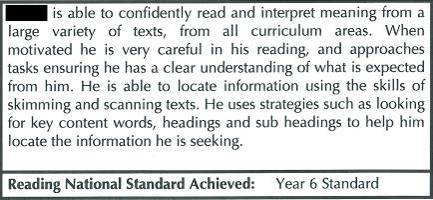 is able to confidently read and interpret meaning from a
large variety of texts, from all curriculum areas. When
motivated he is very careful in his reading, and approaches
tasks ensuring he has a clear understanding of what is expected
from him. He is able to locate information using the skills of
skimming and scanning texts. He uses strategies such as looking
for key content words, headings and sub headings to help him
locate the information he is seeking.
Reading National Standard Achieved: Year 6 Standard